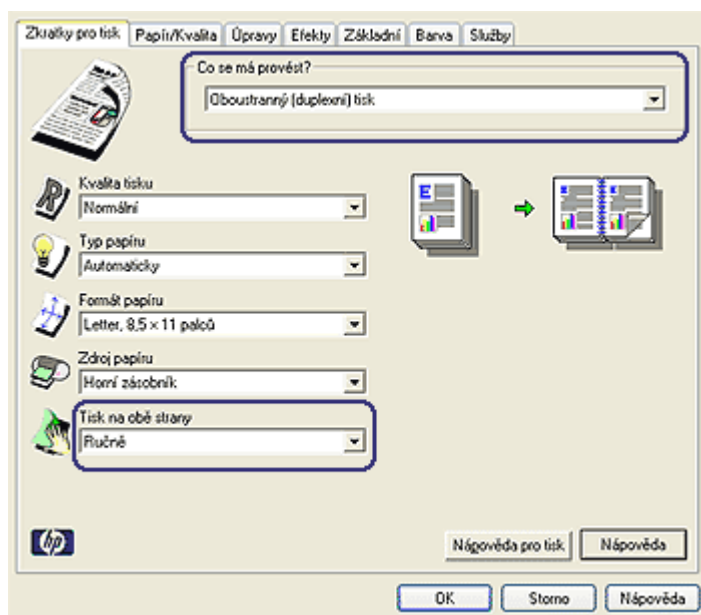 Zkratky pro tisk Papír/Kvalita Úpravy Efekty Základní Barva Služby
Co se má provést?
Oboustranný (duplexní) tisk
Kvalita tisku
Normální
Typ papíru
Automaticky
Formát papíru
Letter, 8,5 × 11 palců
Zdroj papíru
Horní zásobník
Tisk na obě strany
Ručně
hp
Nápověda pro tisk Nápověda
OK Storno Nápověda